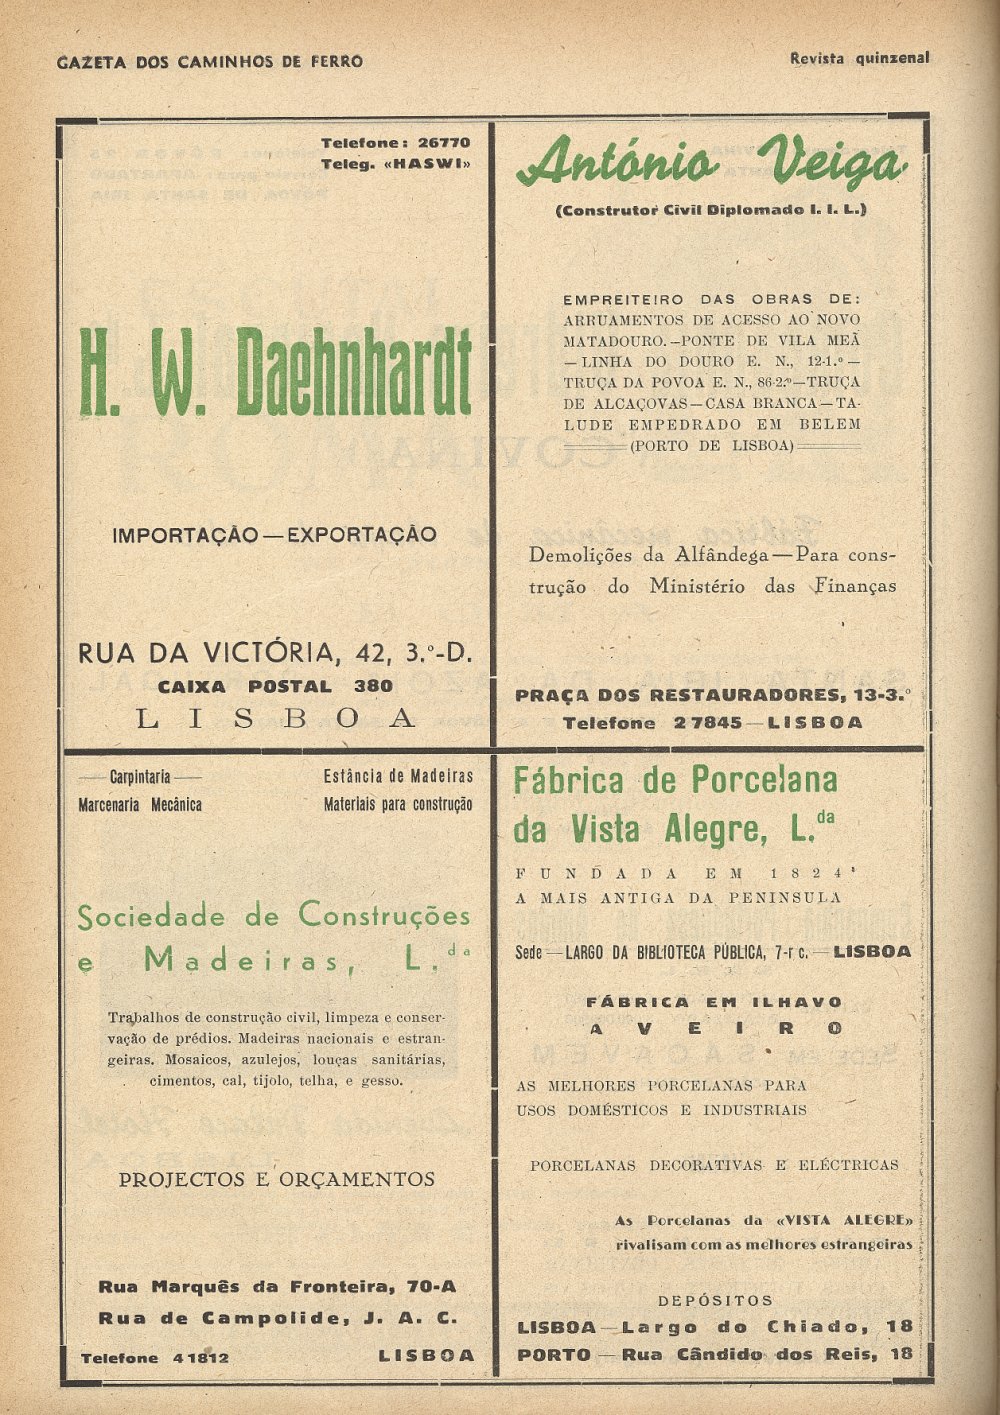 GAZETA DOS CAMINHOS DE FERRO
Revista quinzenal
Telefone: 26770
Teleg. «HASWI»
H. W. Daehnhardt
IMPORTAÇÃO — EXPORTAÇÃO
RUA DA VICTÓRIA, 42, 3.º-D.
CAIXA POSTAL 380
LISBOA
António Veiga
(Construtor Civil Diplomado I. I. L.)
EMPREITEIRO DAS OBRAS DE:
ARRUAMENTOS DE ACESSO AO NOVO
MATADOURO.—PONTE DE VILA MEÃ
—LINHA DO DOURO E. N., 12-1.º—
TRUÇA DA POVOA E. N., 86-2.º—TRUÇA
DE ALCAÇOVAS—CASA BRANCA—TA-
LUDE EMPEDRADO EM BELEM
(PORTO DE LISBOA)
Demolições da Alfândega—Para cons-
trução do Ministério das Finanças
PRAÇA DOS RESTAURADORES, 13-3.º
Telefone 27845—LISBOA
— Carpintaria —
Marcenaria Mecânica
Estância de Madeiras
Materiais para construção
Sociedade de Construções
e Madeiras, L.da
Trabalhos de construção civil, limpeza e conser-
vação de prédios. Madeiras nacionais e estran-
geiras. Mosaicos, azulejos, louças sanitárias,
cimentos, cal, tijolo, telha, e gesso.
PROJECTOS E ORÇAMENTOS
Rua Marquês da Fronteira, 70-A
Rua de Campolide, J. A. C.
Telefone 41812
LISBOA
Fábrica de Porcelana
da Vista Alegre, L.da
FUNDADA EM 1824
A MAIS ANTIGA DA PENINSULA
Sede — LARGO DA BIBLIOTECA PÚBLICA, 7-r c. — LISBOA
FÁBRICA EM ILHAVO
AVEIRO
AS MELHORES PORCELANAS PARA
USOS DOMÉSTICOS E INDUSTRIAIS
PORCELANAS DECORATIVAS E ELÉCTRICAS
As Porcelanas da «VISTA ALEGRE»
rivalisam com as melhores estrangeiras
DEPÓSITOS
LISBOA — Largo do Chiado, 18
PORTO — Rua Cândido dos Reis, 18